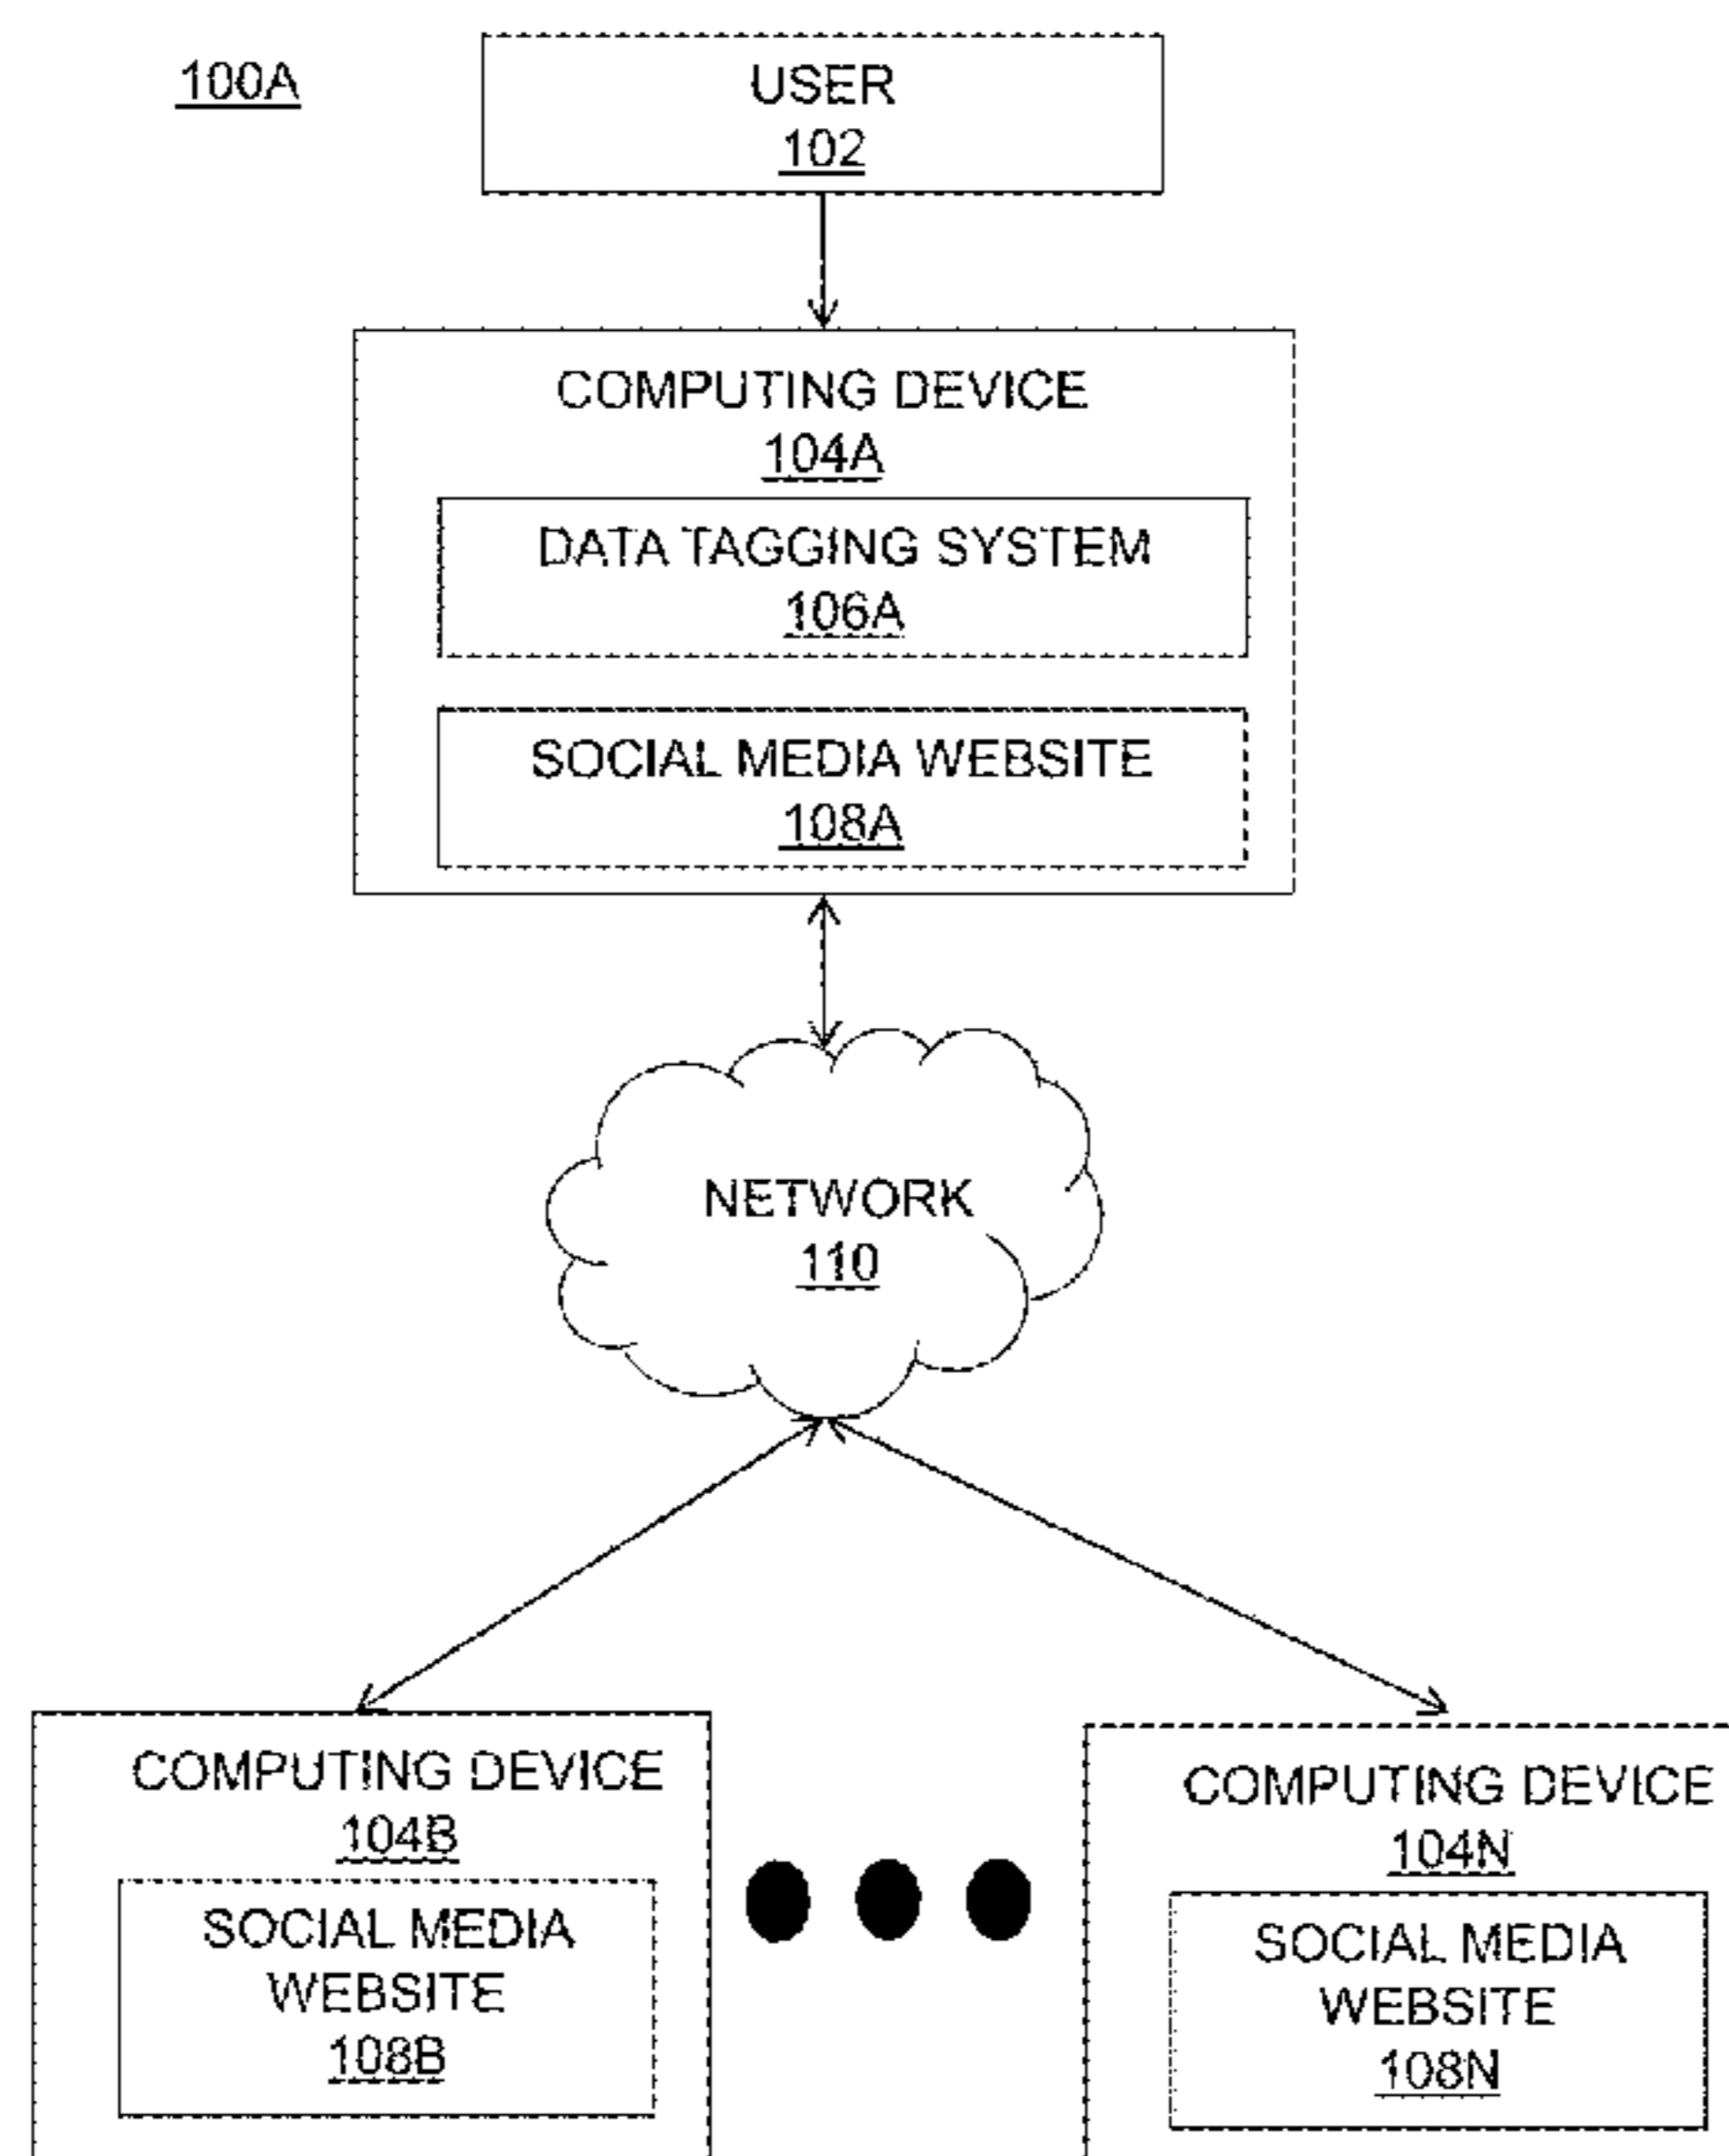 100A
USER
102
COMPUTING DEVICE
104A
DATA TAGGING SYSTEM
106A
SOCIAL MEDIA WEBSITE
108A
NETWORK
110
COMPUTING DEVICE
104B
SOCIAL MEDIA
WEBSITE
108B
COMPUTING DEVICE
104N
SOCIAL MEDIA
WEBSITE
108N